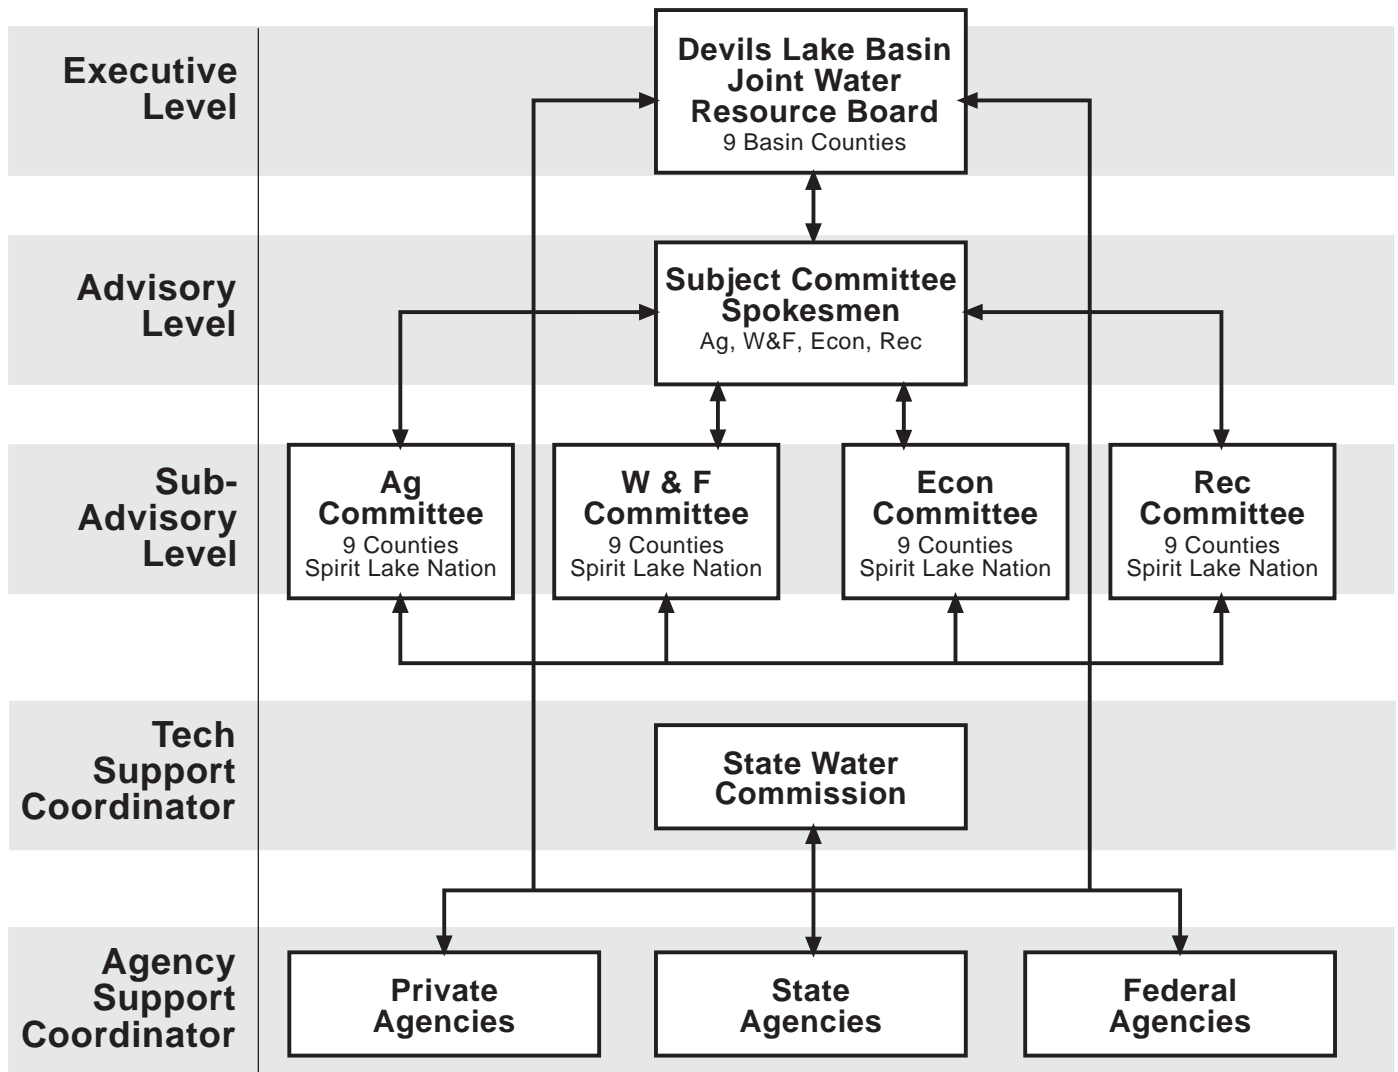 Executive
Level
Devils Lake Basin
Joint Water
Resource Board
9 Basin Counties
Advisory
Level
Subject Committee
Spokesmen
Ag, W&F, Econ, Rec
Sub-
Advisory
Level
Ag
Committee
9 Counties
Spirit Lake Nation
W & F
Committee
9 Counties
Spirit Lake Nation
Econ
Committee
9 Counties
Spirit Lake Nation
Rec
Committee
9 Counties
Spirit Lake Nation
Tech
Support
Coordinator
State Water
Commission
Agency
Support
Coordinator
Private
Agencies
State
Agencies
Federal
Agencies